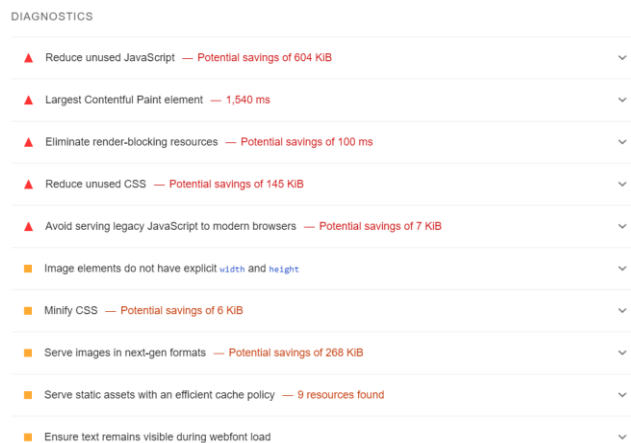 DIAGNOSTICS
Reduce unused JavaScript — Potential savings of 604 KiB
Largest Contentful Paint element — 1,540 ms
Eliminate render-blocking resources — Potential savings of 100 ms
Reduce unused CSS — Potential savings of 145 KiB
Avoid serving legacy JavaScript to modern browsers — Potential savings of 7 KiB
Image elements do not have explicit width and height
Minify CSS — Potential savings of 6 KiB
Serve images in next-gen formats — Potential savings of 268 KiB
Serve static assets with an efficient cache policy — 9 resources found
Ensure text remains visible during webfont load